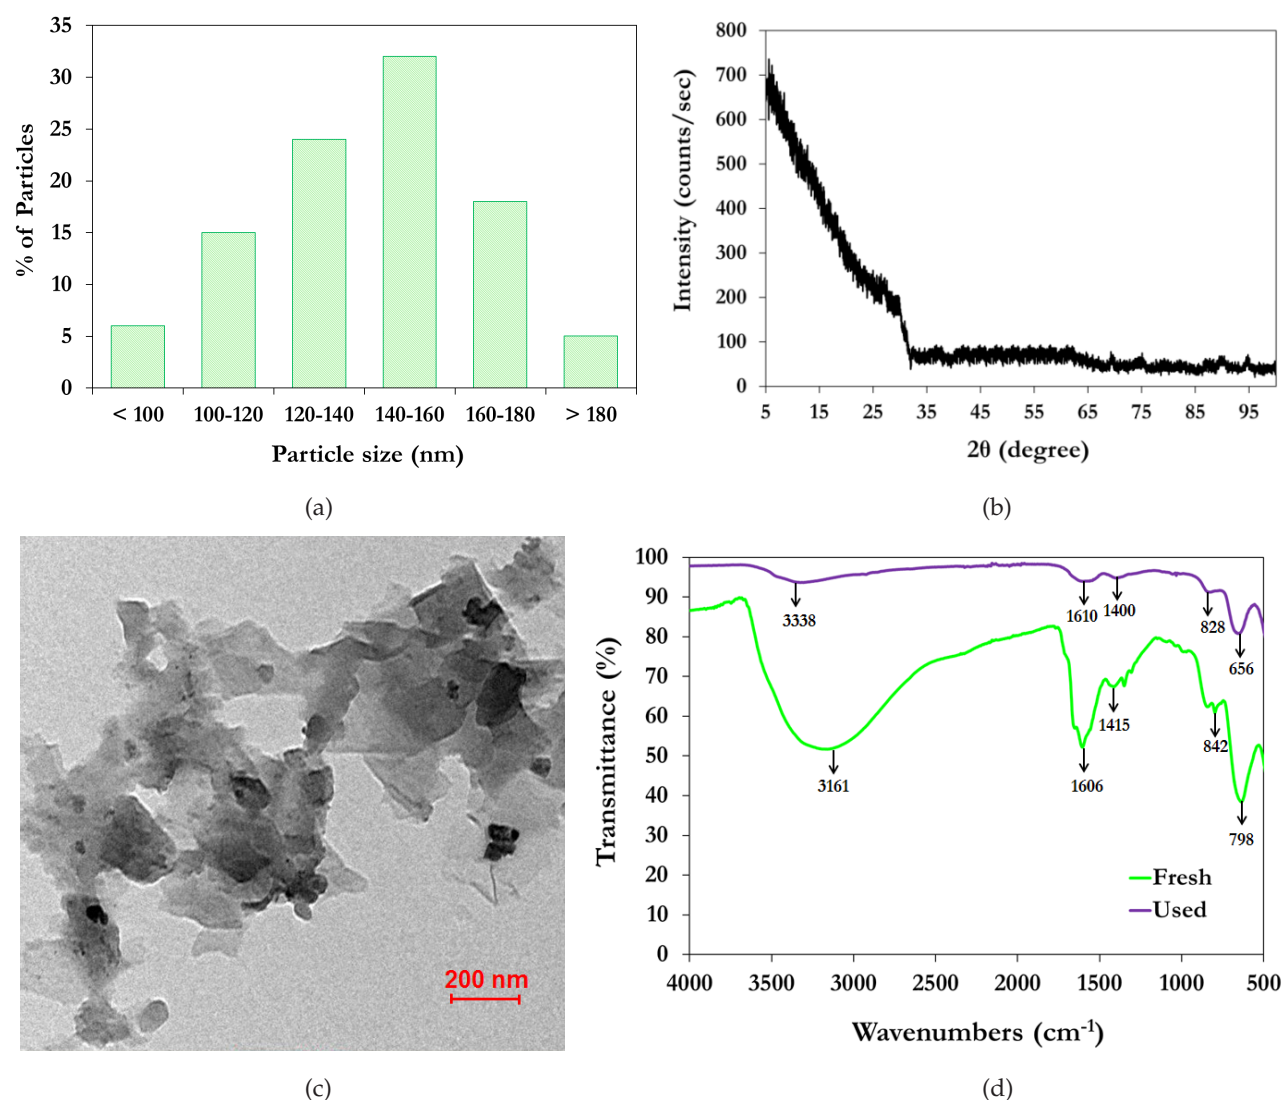 35
30
25
20
15
10
5
0
% of Particles
< 100 100-120 120-140 140-160 160-180 > 180
Particle size (nm)
(a)
800
700
600
500
400
300
200
100
0
Intensity (counts/sec)
5 15 25 35 45 55 65 75 85 95
2θ (degree)
(b)
200 nm
(c)
100
90
80
70
60
50
40
30
20
10
0
Transmittance (%)
3338
1610
1400
828
656
3161
1606
1415
842
798
Fresh
Used
4000 3500 3000 2500 2000 1500 1000 500
Wavenumbers (cm-1)
(d)